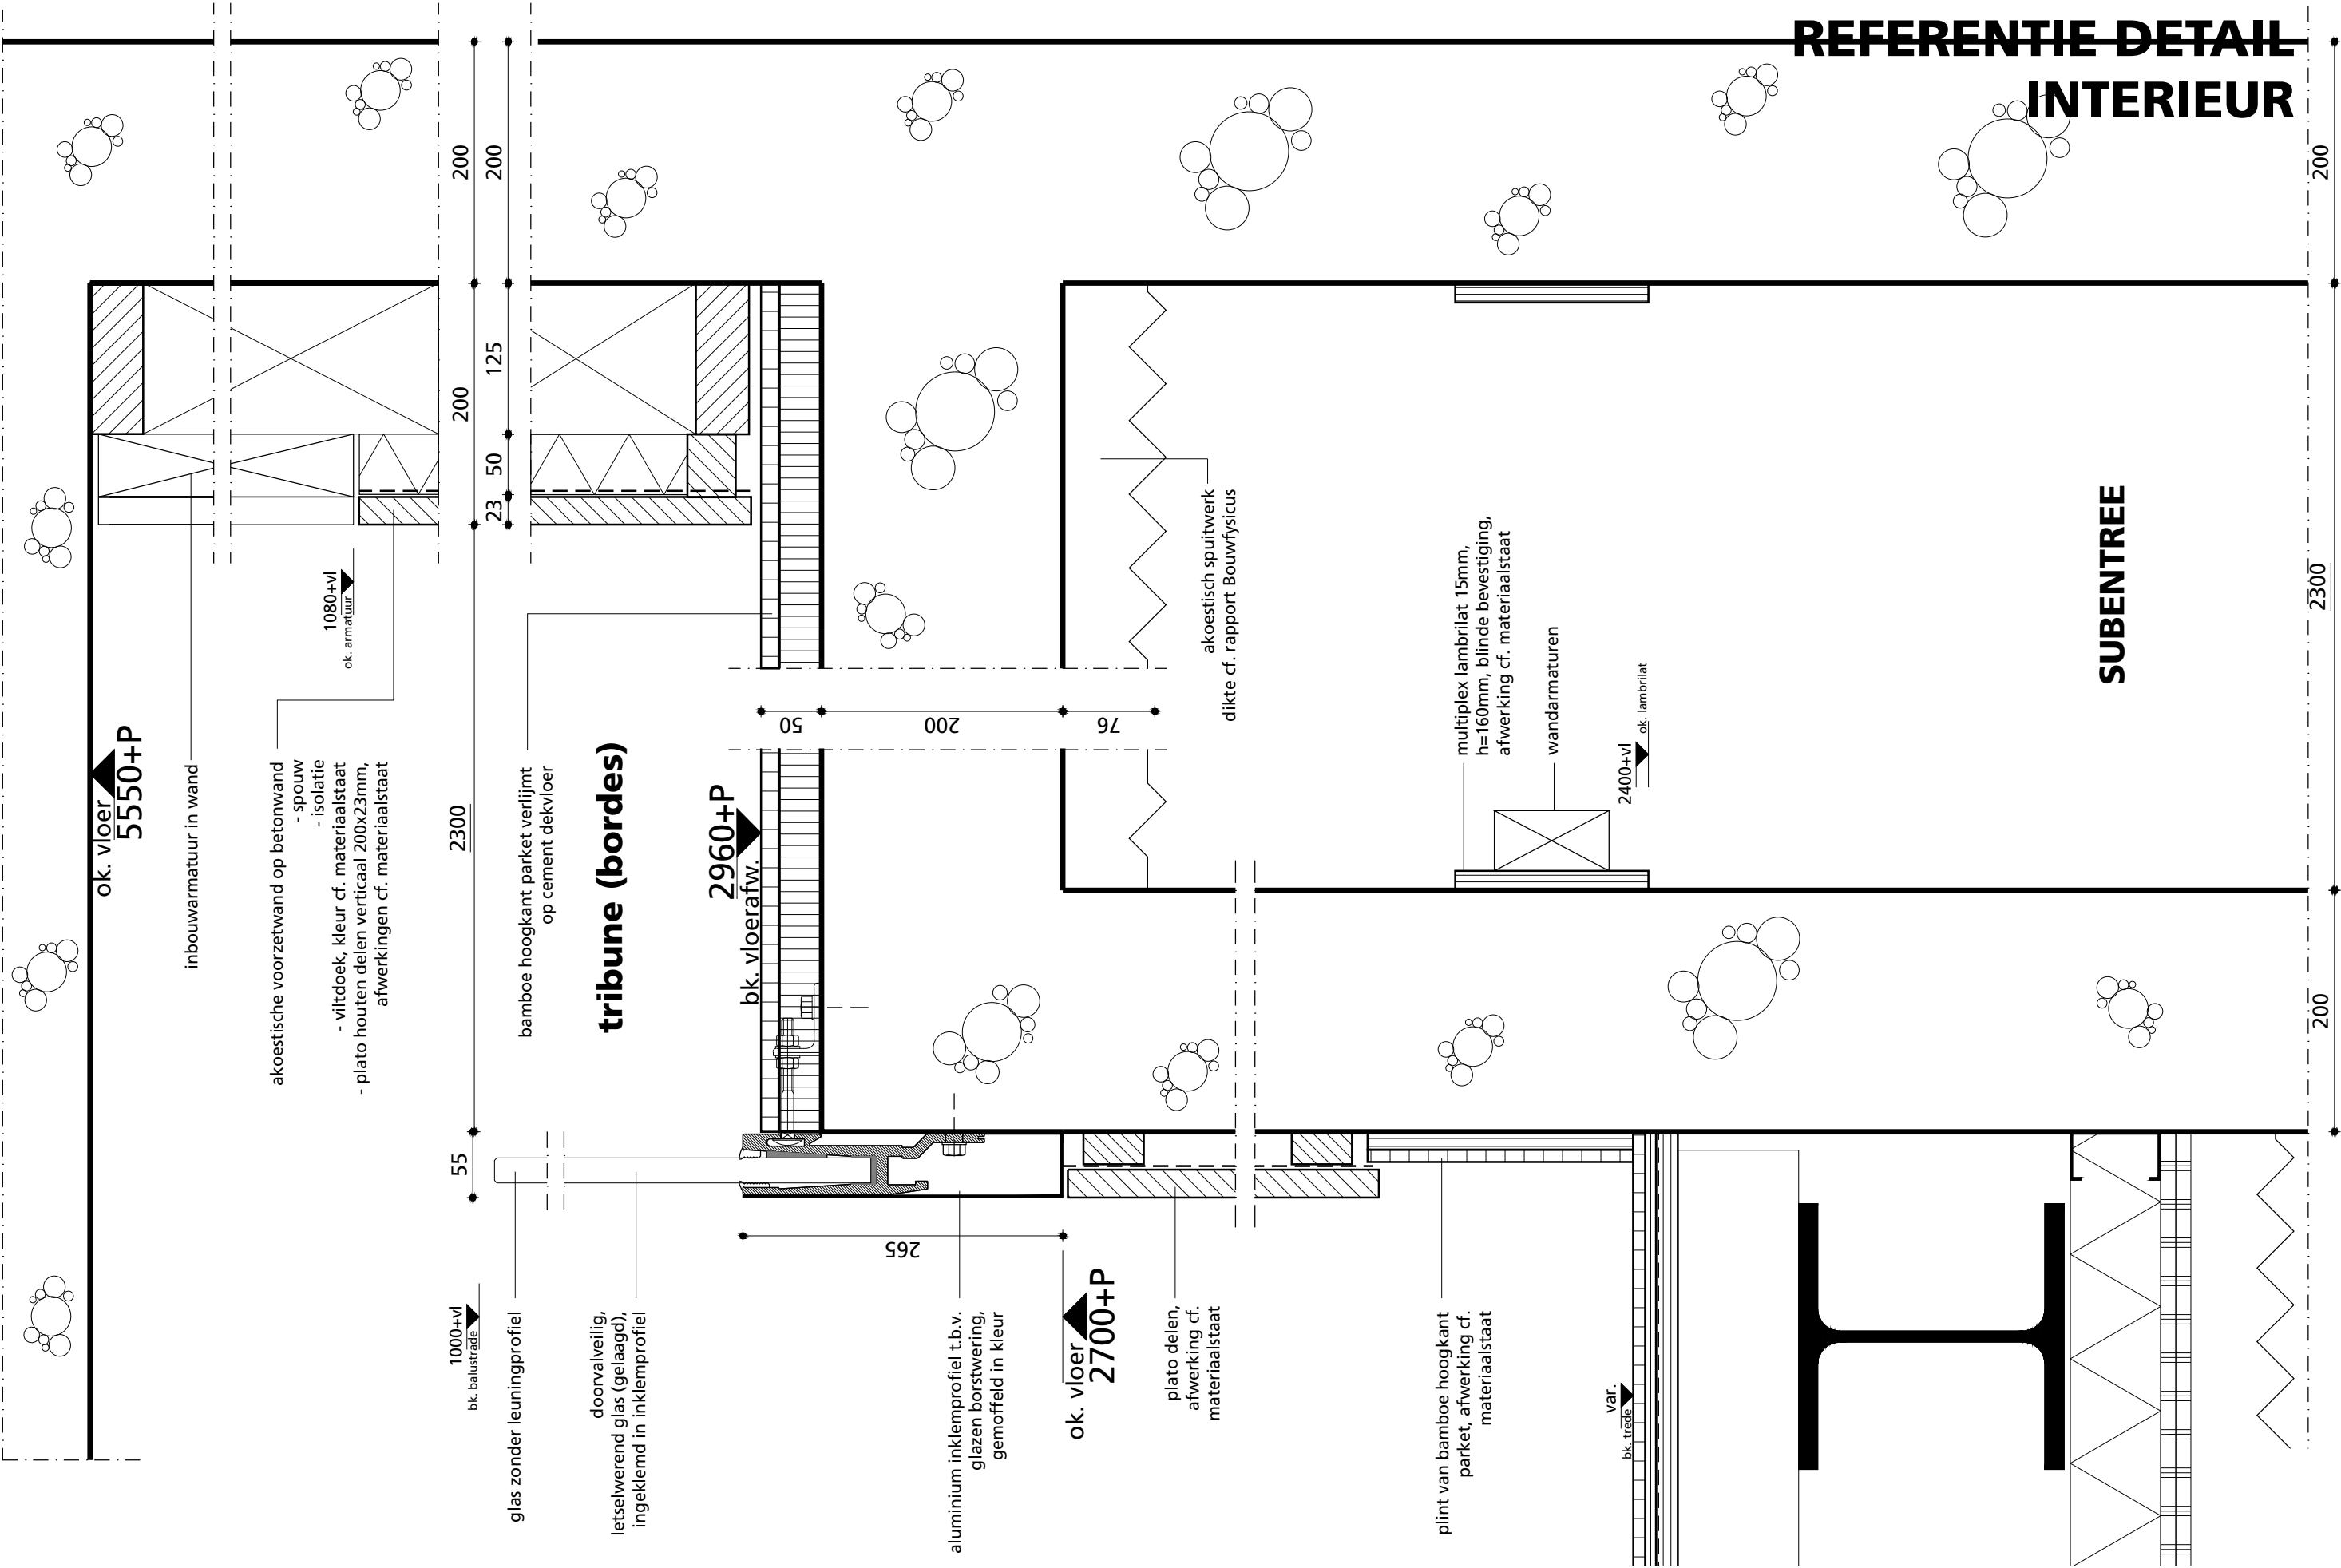 REFERENTIE DETAIL
INTERIEUR
200
200
200
200
125
50
23
2300
55
200
2300
200
50
200
76
265
ok. vloer
5550+P
inbouwarmatuur in wand
1080+vl
ok. armatuur
akoestische voorzetwand op betonwand
- spouw
- isolatie
- viltdoek, kleur cf. materiaalstaat
- plato houten delen verticaal 200x23mm,
afwerkingen cf. materiaalstaat
bamboe hoogkant parket verlijmt
op cement dekvloer
tribune (bordes)
2960+P
bk. vloerafw.
akoestisch spuitwerk
dikte cf. rapport Bouwfysicus
multiplex lambrilat 15mm,
h=160mm, blinde bevestiging,
afwerking cf. materiaalstaat
wandarmaturen
2400+vl
ok. lambrilat
SUBENTREE
1000+vl
bk. balustrade
glas zonder leuningprofiel
doorvalveilig,
letselwerend glas (gelaagd),
ingeklemd in inklemprofiel
aluminium inklemprofiel t.b.v.
glazen borstwering,
gemoffeld in kleur
ok. vloer
2700+P
plato delen,
afwerking cf.
materiaalstaat
plint van bamboe hoogkant
parket, afwerking cf.
materiaalstaat
var.
bk. trede